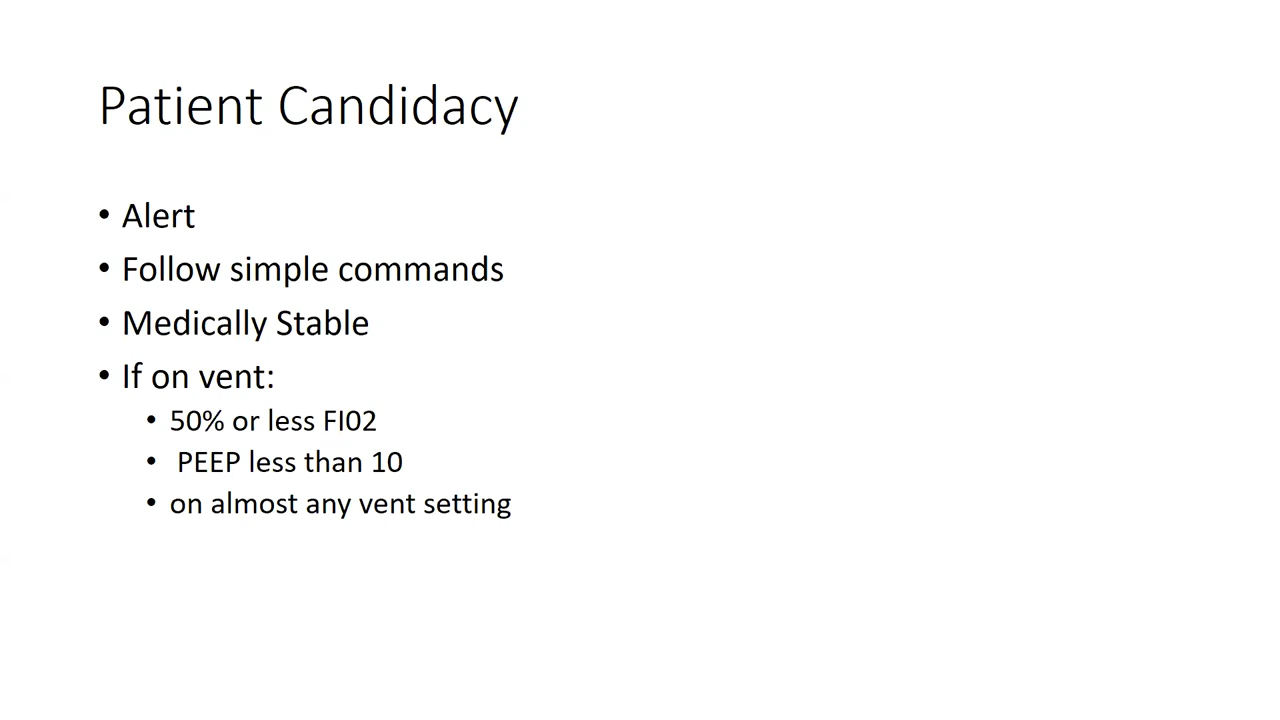 Patient Candidacy
• Alert
• Follow simple commands
• Medically Stable
• If on vent:
• 50% or less FI02
• PEEP less than 10
• on almost any vent setting